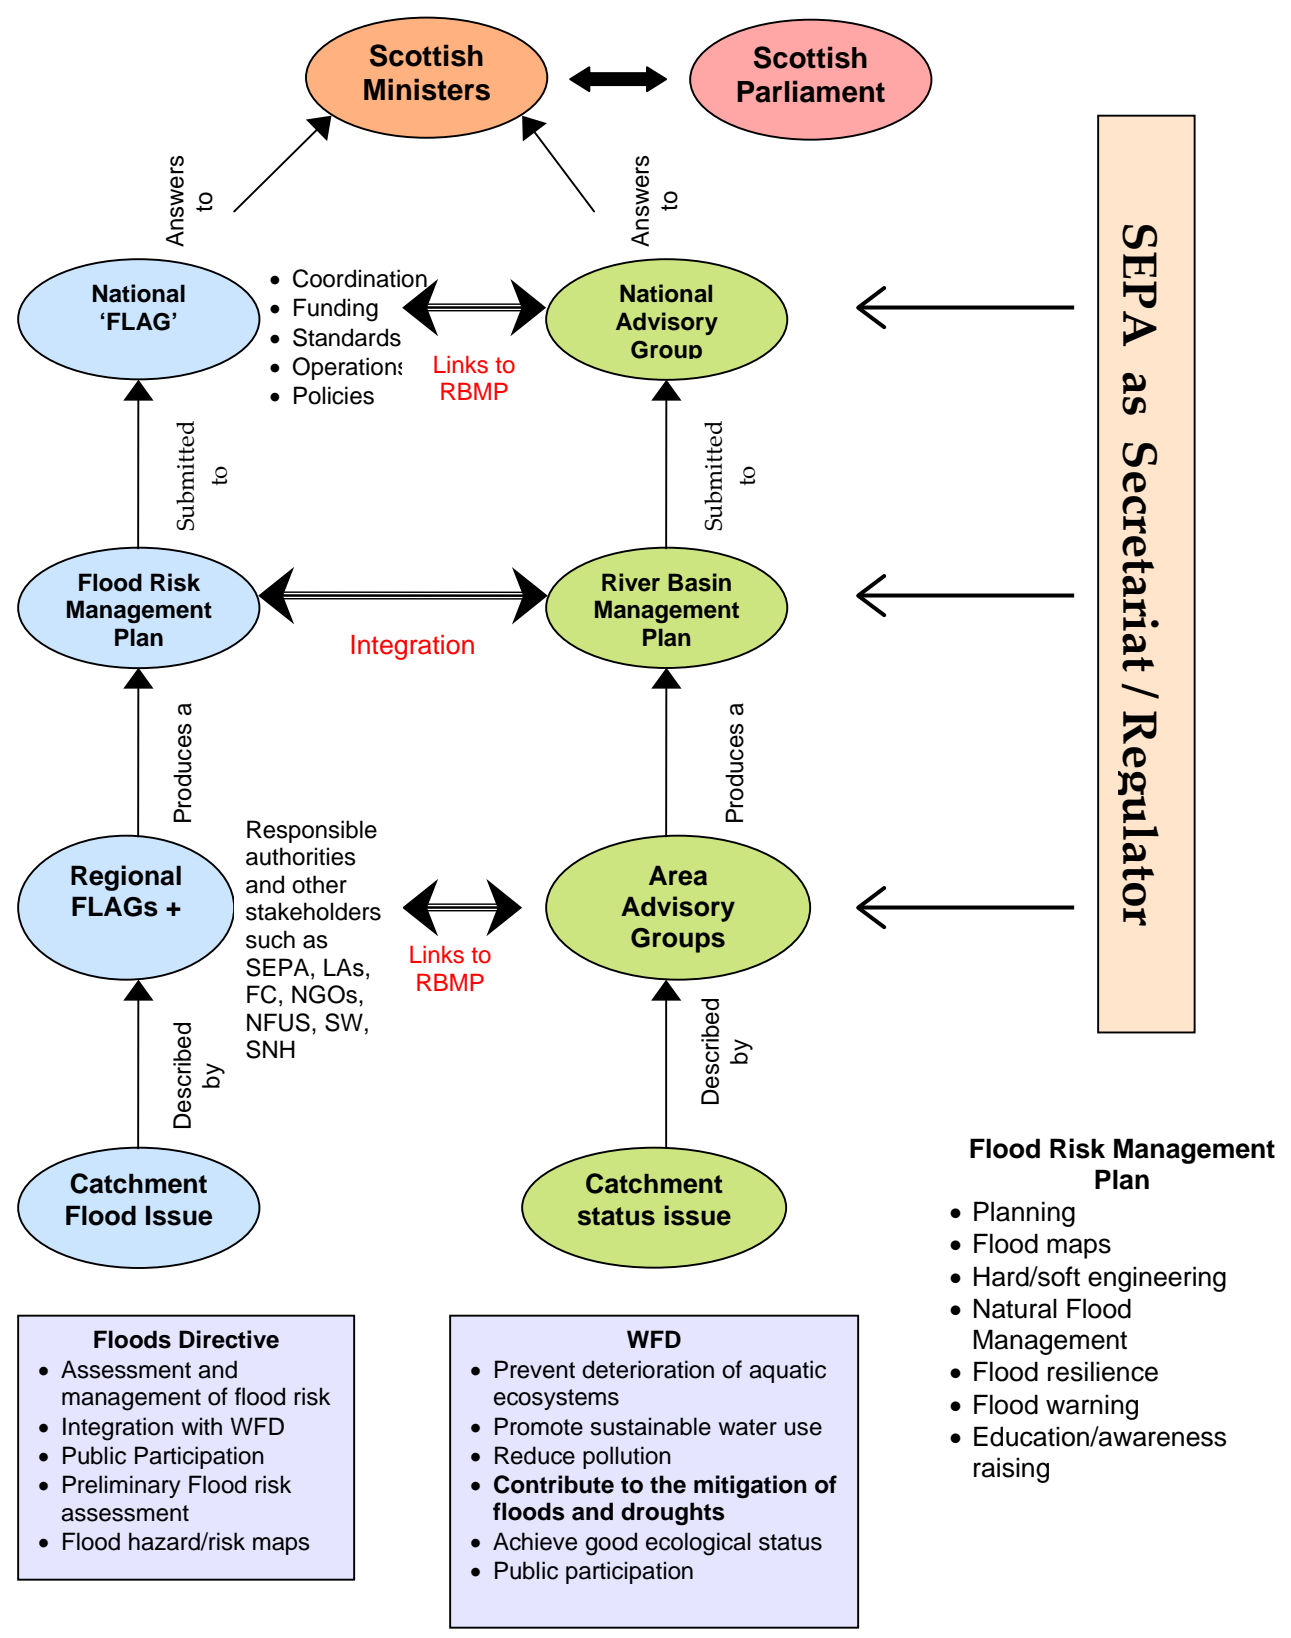 Scottish
Ministers
Scottish
Parliament
Answers
to
Answers
to
National
‘FLAG’
• Coordination
• Funding
• Standards
• Operations
• Policies
Links to
RBMP
National
Advisory
Group
Submitted
to
Submitted
to
Flood Risk
Management
Plan
Integration
River Basin
Management
Plan
Produces a
Produces a
Regional
FLAGs +
Responsible
authorities
and other
stakeholders
such as
SEPA, LAs,
FC, NGOs,
NFUS, SW,
SNH
Links to
RBMP
Area
Advisory
Groups
Described
by
Described
by
Catchment
Flood Issue
Catchment
status issue
SEPA as Secretariat / Regulator
Flood Risk Management
Plan
• Planning
• Flood maps
• Hard/soft engineering
• Natural Flood
Management
• Flood resilience
• Flood warning
• Education/awareness
raising
Floods Directive
• Assessment and
management of flood risk
• Integration with WFD
• Public Participation
• Preliminary Flood risk
assessment
• Flood hazard/risk maps
WFD
• Prevent deterioration of aquatic
ecosystems
• Promote sustainable water use
• Reduce pollution
• Contribute to the mitigation of
floods and droughts
• Achieve good ecological status
• Public participation